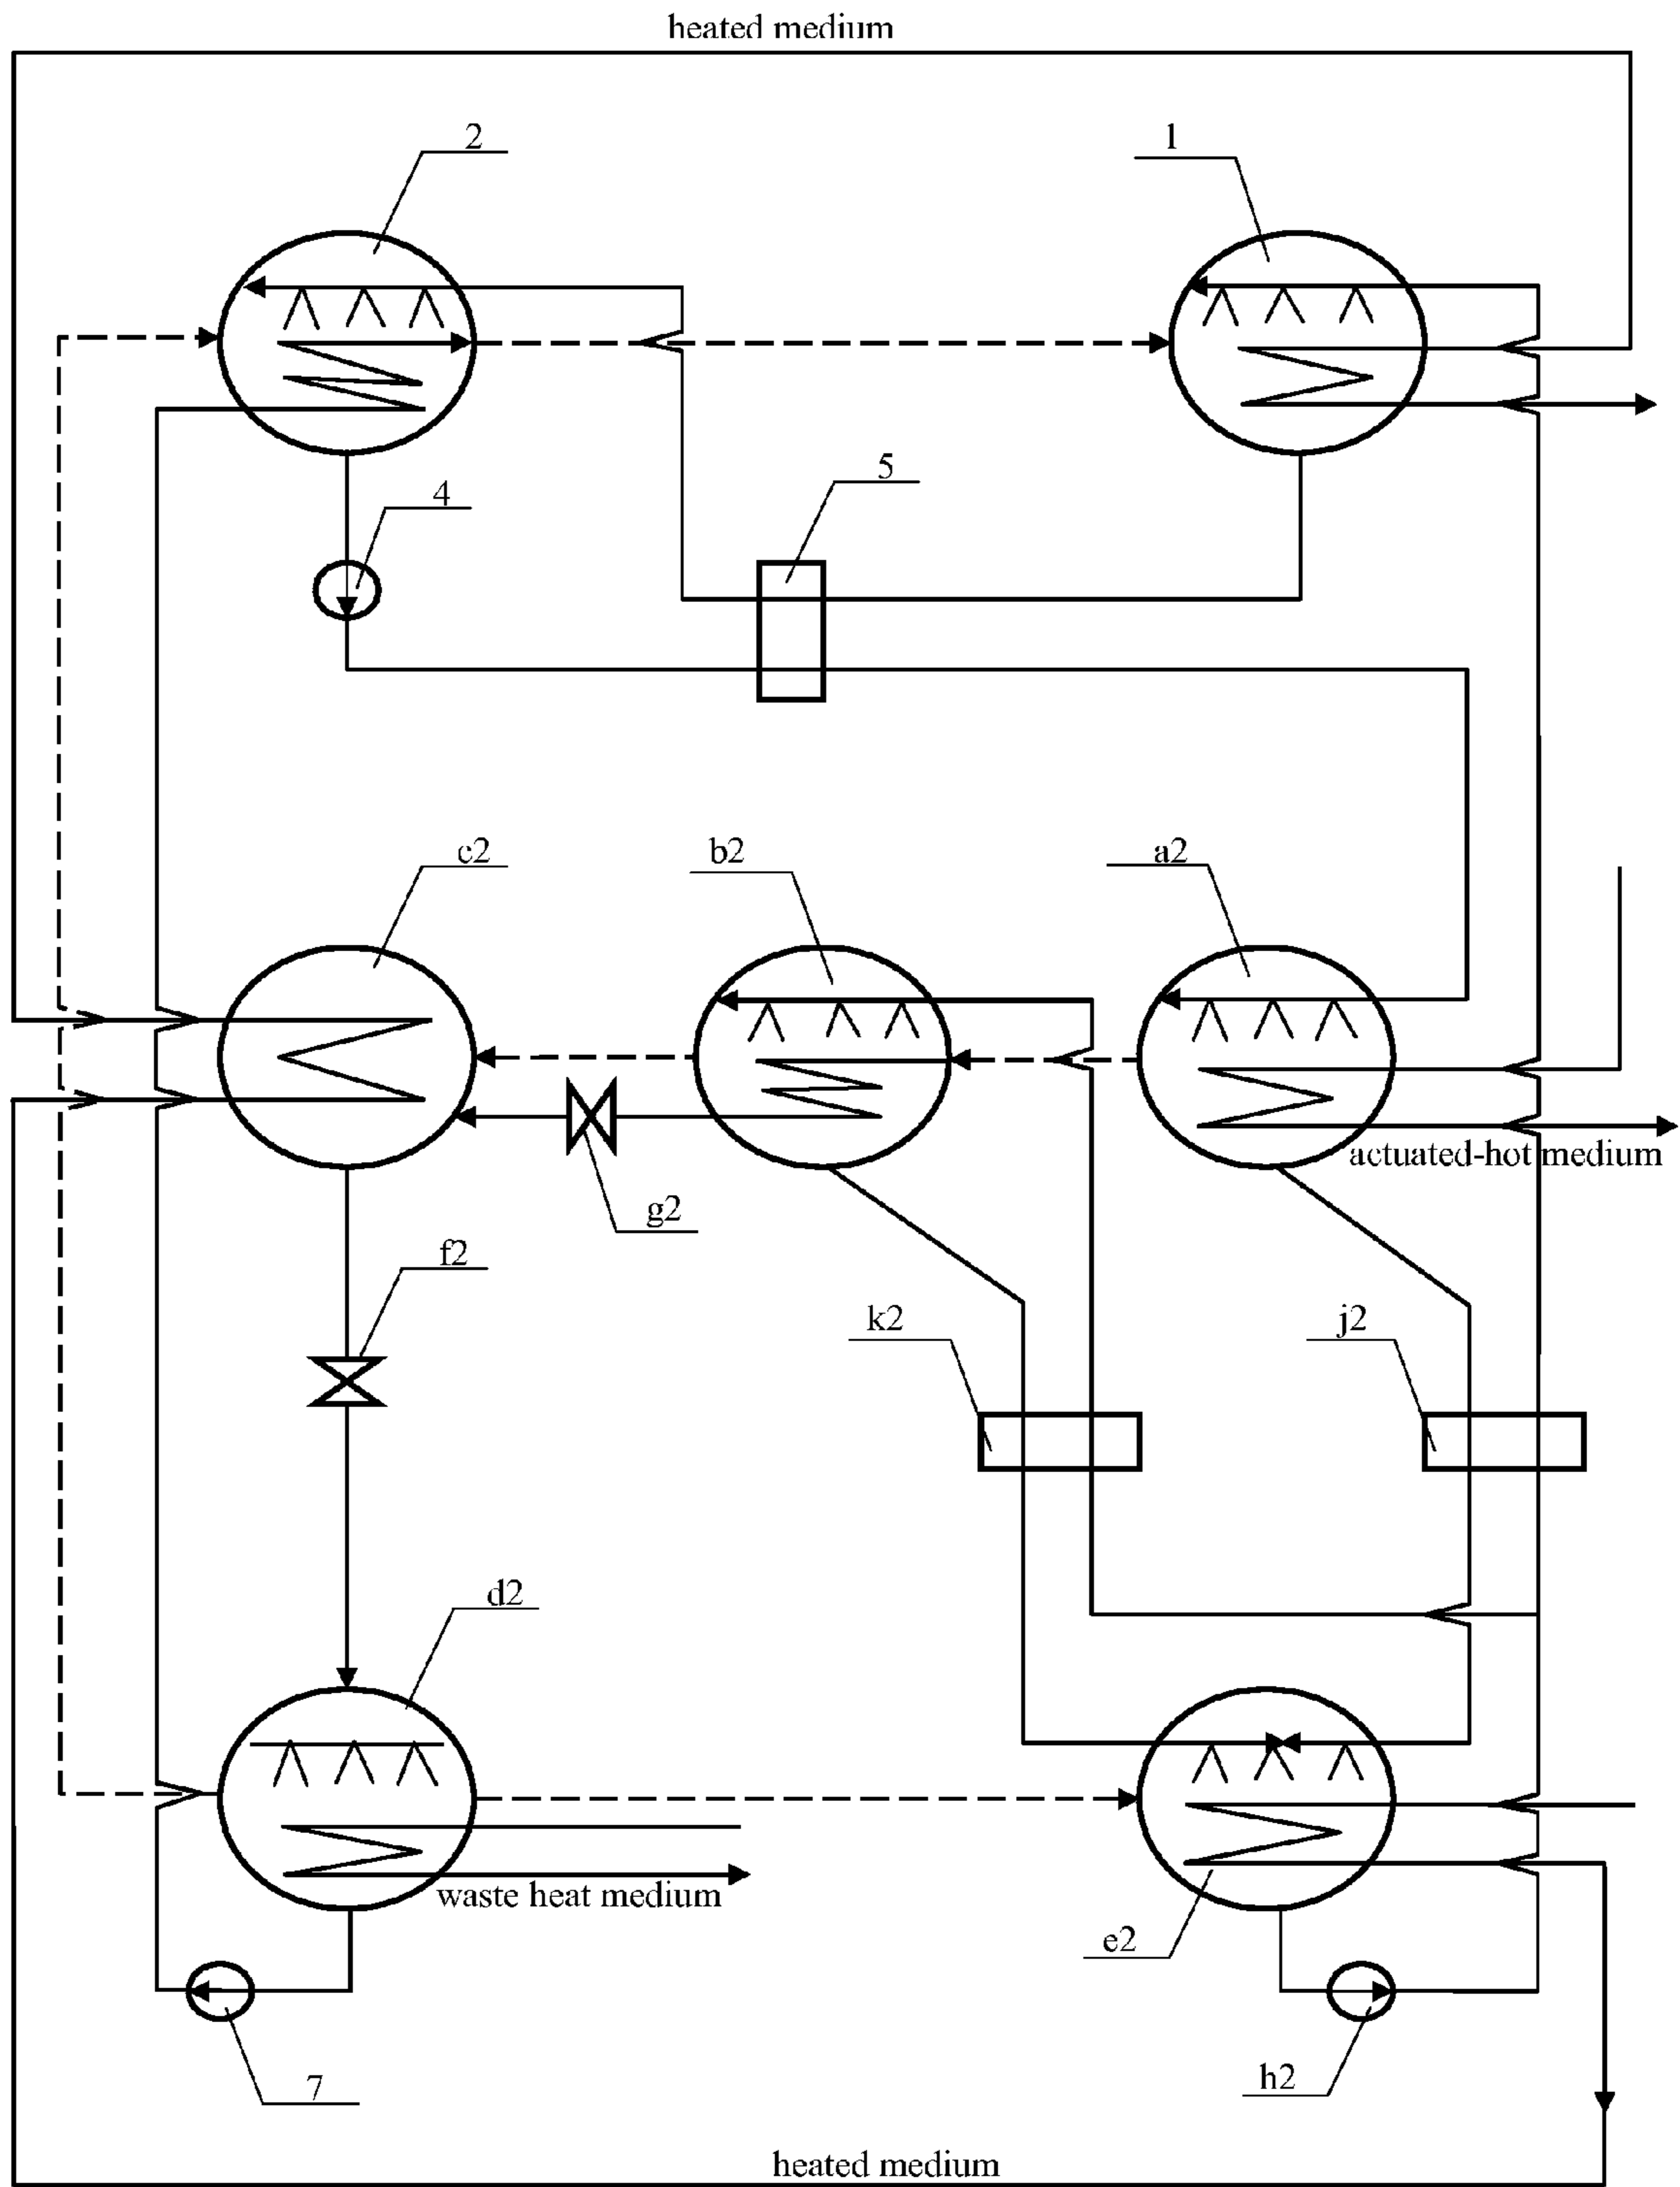 heated medium
2
1
5
4
c2
b2
a2
actuated-hot medium
g2
f2
k2
j2
d2
waste heat medium
e2
7
h2
heated medium